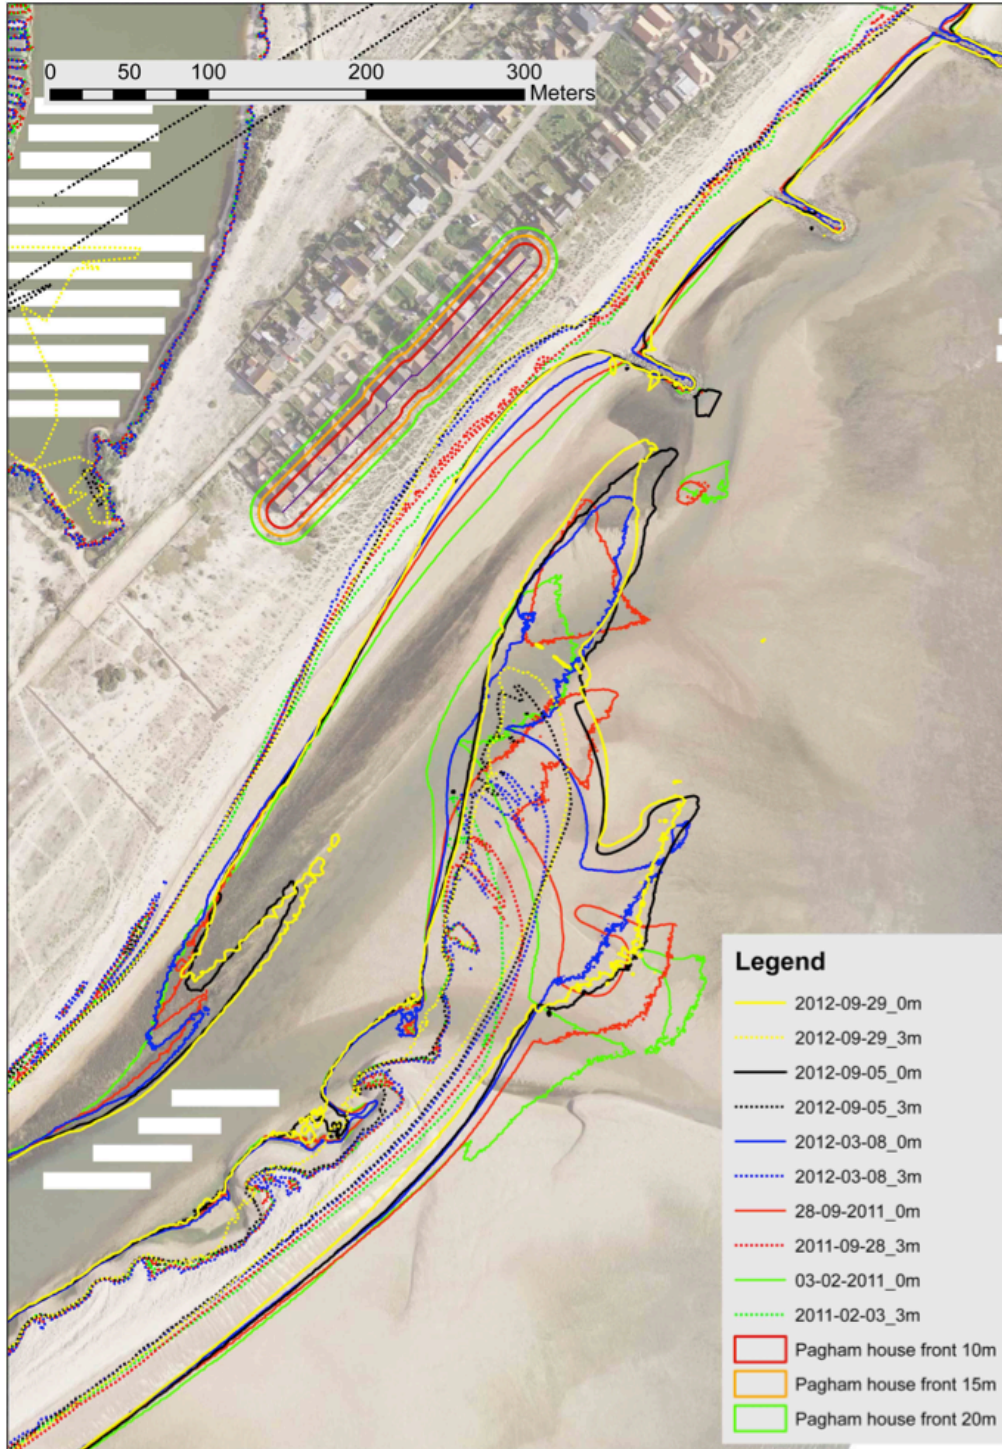 0 50 100 200 300
Meters
Legend
2012-09-29_0m
2012-09-29_3m
2012-09-05_0m
2012-09-05_3m
2012-03-08_0m
2012-03-08_3m
28-09-2011_0m
2011-09-28_3m
03-02-2011_0m
2011-02-03_3m
Pagham house front 10m
Pagham house front 15m
Pagham house front 20m